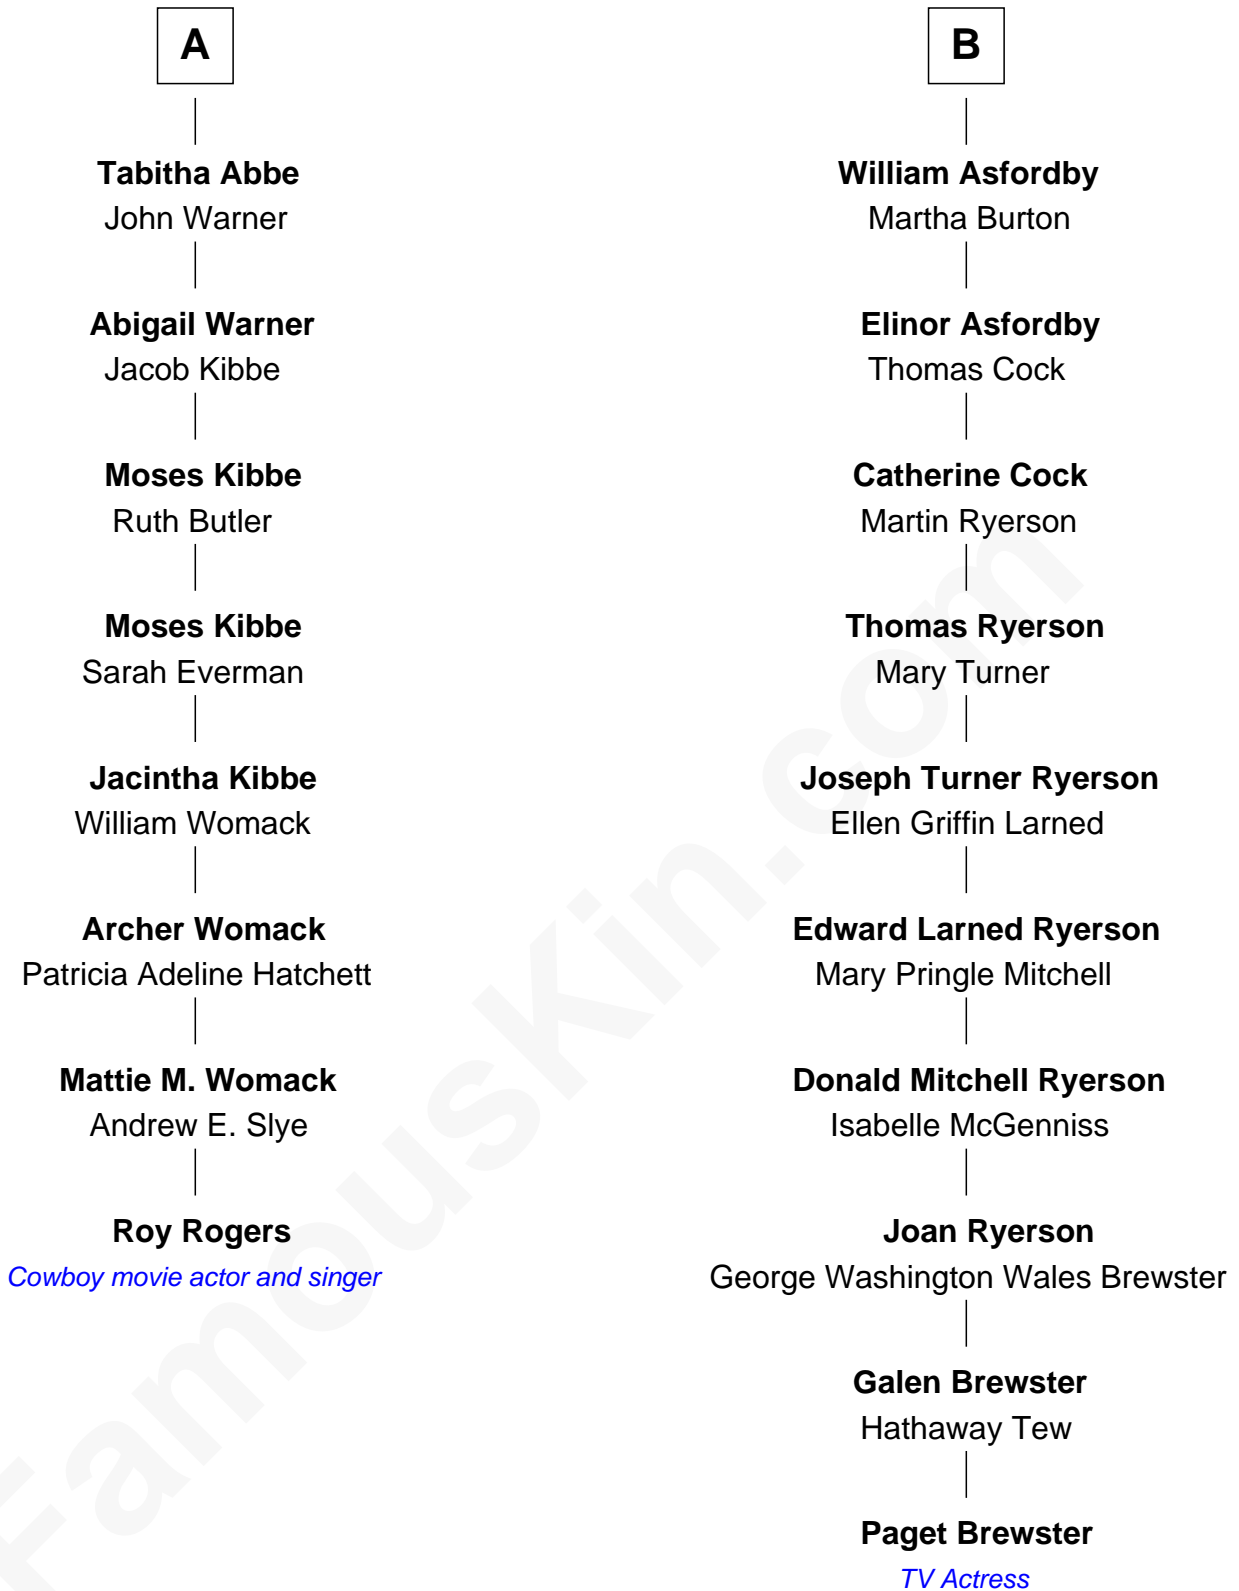 A
Tabitha Abbe
John Warner
Abigail Warner
Jacob Kibbe
Moses Kibbe
Ruth Butler
Moses Kibbe
Sarah Everman
Jacintha Kibbe
William Womack
Archer Womack
Patricia Adeline Hatchett
Mattie M. Womack
Andrew E. Slye
Roy Rogers
Cowboy movie actor and singer
B
William Asfordby
Martha Burton
Elinor Asfordby
Thomas Cock
Catherine Cock
Martin Ryerson
Thomas Ryerson
Mary Turner
Joseph Turner Ryerson
Ellen Griffin Larned
Edward Larned Ryerson
Mary Pringle Mitchell
Donald Mitchell Ryerson
Isabelle McGenniss
Joan Ryerson
George Washington Wales Brewster
Galen Brewster
Hathaway Tew
Paget Brewster
TV Actress
FamousKin.com